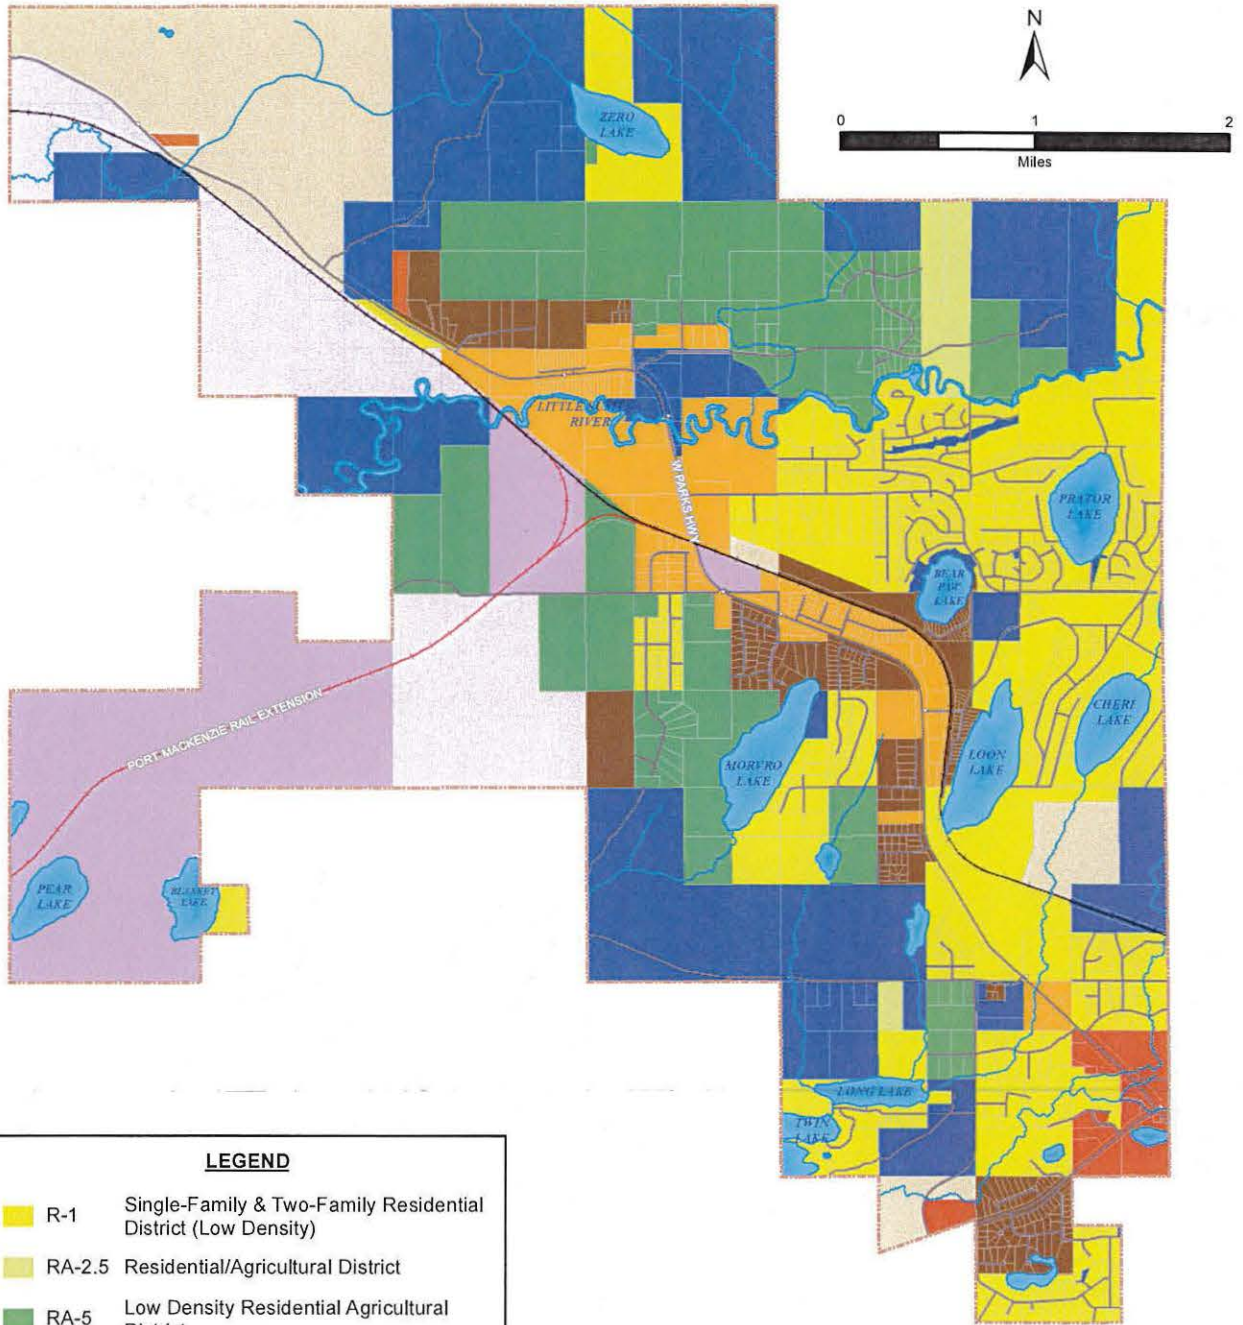 N
0
1
2
Miles
ZERO
LAKE
RIVER
W PARKS HWY
PRATOR
LAKE
BEAR
PAW
LAKE
CHERI
LAKE
LOON
LAKE
MORVRO
LAKE
PORT MACKENZIE RAIL EXTENSION
PEAR
LAKE
BLANKET
LAKE
LONG LAKE
TWIN
LAKE
LEGEND
R-1 Single-Family & Two-Family Residential
District (Low Density)
RA-2.5 Residential/Agricultural District
RA-5 Low Density Residential Agricultural